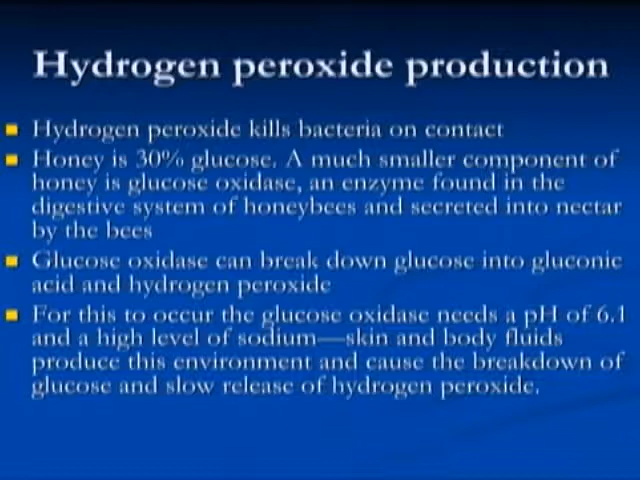 Hydrogen peroxide production
Hydrogen peroxide kills bacteria on contact
Honey is 30% glucose. A much smaller component of
honey is glucose oxidase, an enzyme found in the
digestive system of honeybees and secreted into nectar
by the bees
Glucose oxidase can break down glucose into gluconic
acid and hydrogen peroxide
For this to occur the glucose oxidase needs a pH of 6.1
and a high level of sodium—skin and body fluids
produce this environment and cause the breakdown of
glucose and slow release of hydrogen peroxide.